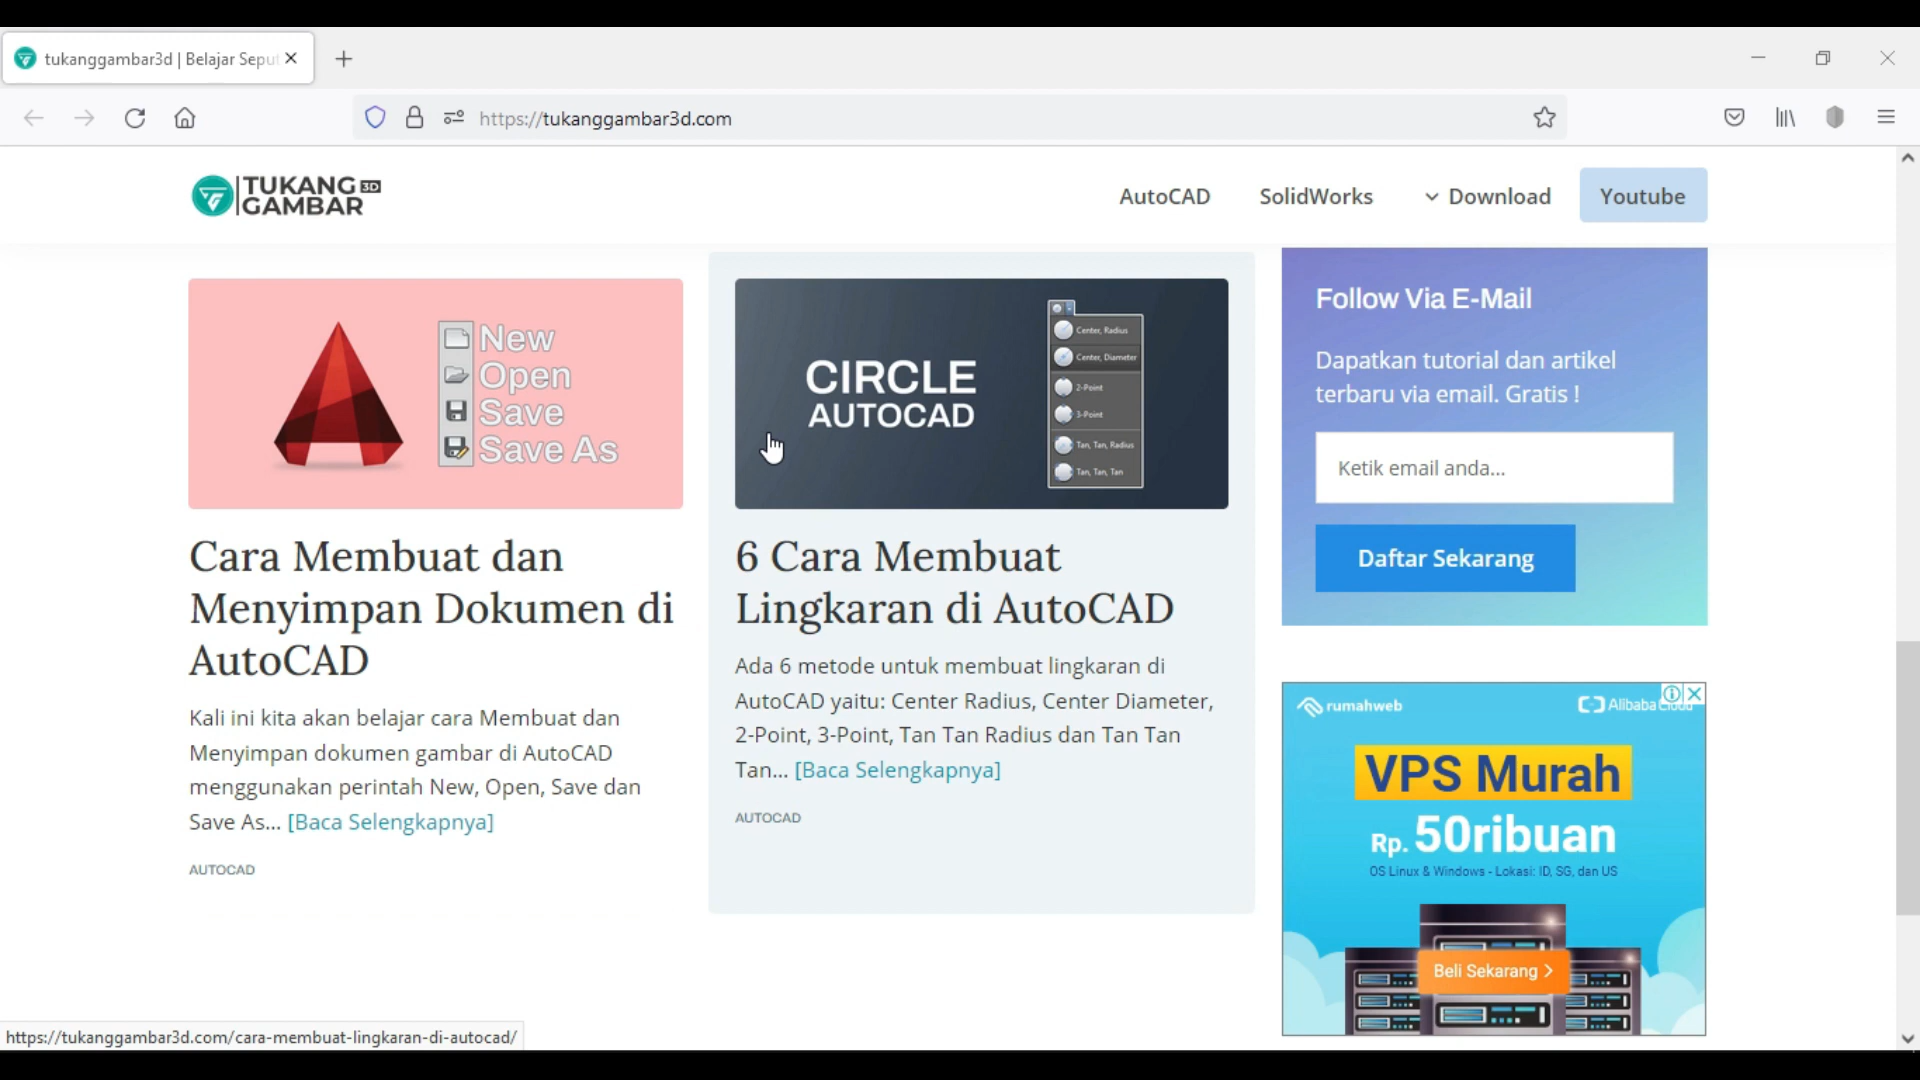 tukanggambar3d | Belajar Seput
https://tukanggambar3d.com
TUKANG 3D
GAMBAR
AutoCAD
SolidWorks
Download
Youtube
New
Open
Save
Save As
Cara Membuat dan
Menyimpan Dokumen di
AutoCAD
Kali ini kita akan belajar cara Membuat dan
Menyimpan dokumen gambar di AutoCAD
menggunakan perintah New, Open, Save dan
Save As... [Baca Selengkapnya]
AUTOCAD
CIRCLE
AUTOCAD
Center, Radius
Center, Diameter
2-Point
3-Point
Tan, Tan, Radius
Tan, Tan, Tan
6 Cara Membuat
Lingkaran di AutoCAD
Ada 6 metode untuk membuat lingkaran di
AutoCAD yaitu: Center Radius, Center Diameter,
2-Point, 3-Point, Tan Tan Radius dan Tan Tan
Tan... [Baca Selengkapnya]
AUTOCAD
Follow Via E-Mail
Dapatkan tutorial dan artikel
terbaru via email. Gratis !
Ketik email anda...
Daftar Sekarang
rumahweb
Alibaba Cloud
VPS Murah
Rp. 50ribuan
OS Linux & Windows - Lokasi: ID, SG, dan US
Beli Sekarang >
https://tukanggambar3d.com/cara-membuat-lingkaran-di-autocad/